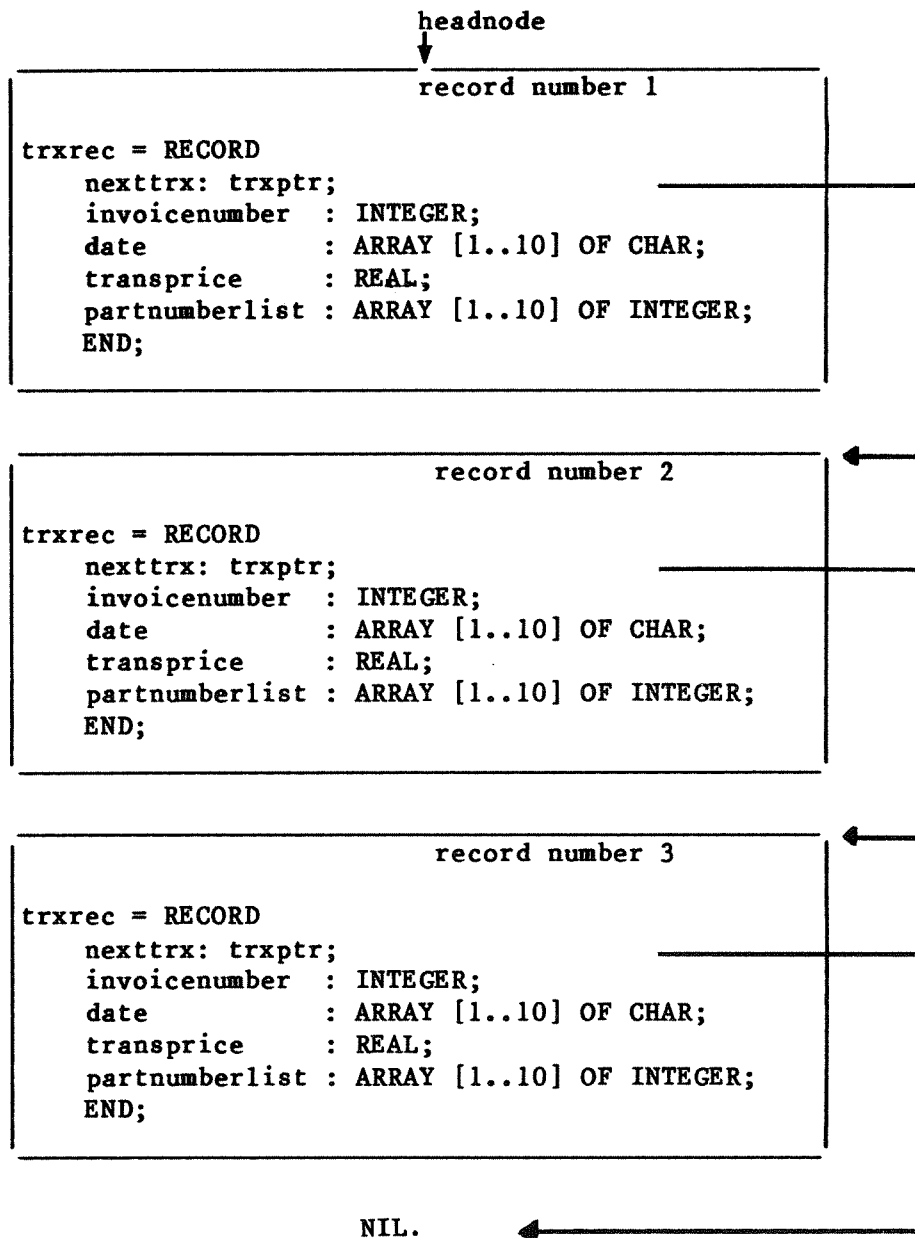 headnode
record number 1
trxrec = RECORD
nexttrx: trxptr;
invoicenumber : INTEGER;
date : ARRAY [1..10] OF CHAR;
transprice : REAL;
partnumberlist : ARRAY [1..10] OF INTEGER;
END;
record number 2
trxrec = RECORD
nexttrx: trxptr;
invoicenumber : INTEGER;
date : ARRAY [1..10] OF CHAR;
transprice : REAL;
partnumberlist : ARRAY [1..10] OF INTEGER;
END;
record number 3
trxrec = RECORD
nexttrx: trxptr;
invoicenumber : INTEGER;
date : ARRAY [1..10] OF CHAR;
transprice : REAL;
partnumberlist : ARRAY [1..10] OF INTEGER;
END;
NIL.